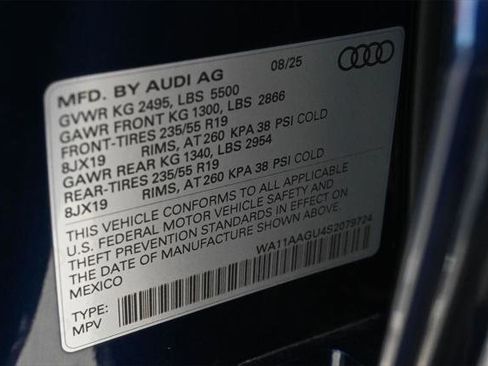 MFD. BY AUDI AG 08/25
GVWR KG 2495, LBS 5500
GAWR FRONT KG 1300, LBS 2866
FRONT-TIRES 235/55 R19
8JX19 RIMS, AT 260 KPA 38 PSI COLD
GAWR REAR KG 1340, LBS 2954
REAR-TIRES 235/55 R19
8JX19 RIMS, AT 260 KPA 38 PSI COLD
THIS VEHICLE CONFORMS TO ALL APPLICABLE
U.S. FEDERAL MOTOR VEHICLE SAFETY AND
THEFT PREVENTION STANDARDS IN EFFECT ON
THE DATE OF MANUFACTURE SHOWN ABOVE.
MEXICO
WA11AAGU4S2079724
TYPE:
MPV